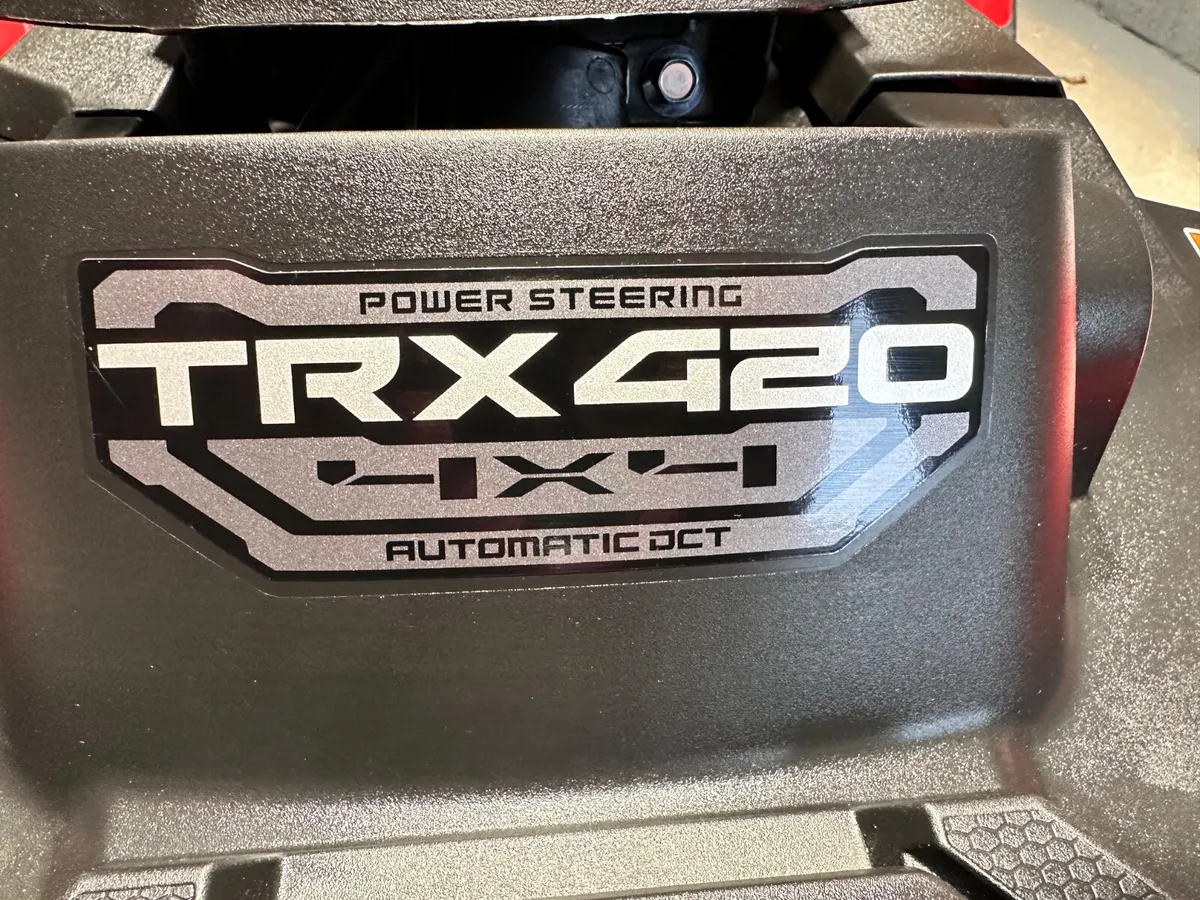 POWER STEERING
TRX420
4X4
AUTOMATIC DCT